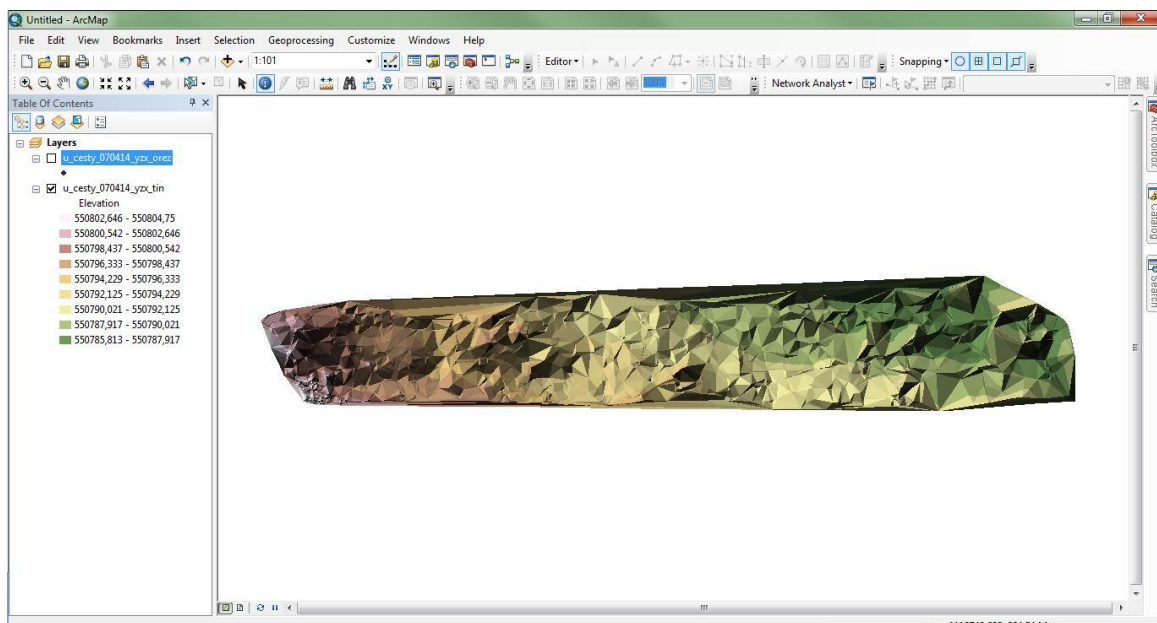 Untitled - ArcMap
File Edit View Bookmarks Insert Selection Geoprocessing Customize Windows Help
1:101 Editor Snapping
Network Analyst
Table Of Contents
Layers
u_cesty_070414_yzx_orez
u_cesty_070414_yzx_tin
Elevation
550802,646 - 550804,75
550800,542 - 550802,646
550798,437 - 550800,542
550796,333 - 550798,437
550794,229 - 550796,333
550792,125 - 550794,229
550790,021 - 550792,125
550787,917 - 550790,021
550785,813 - 550787,917
ArcToolbox
Catalog
Search